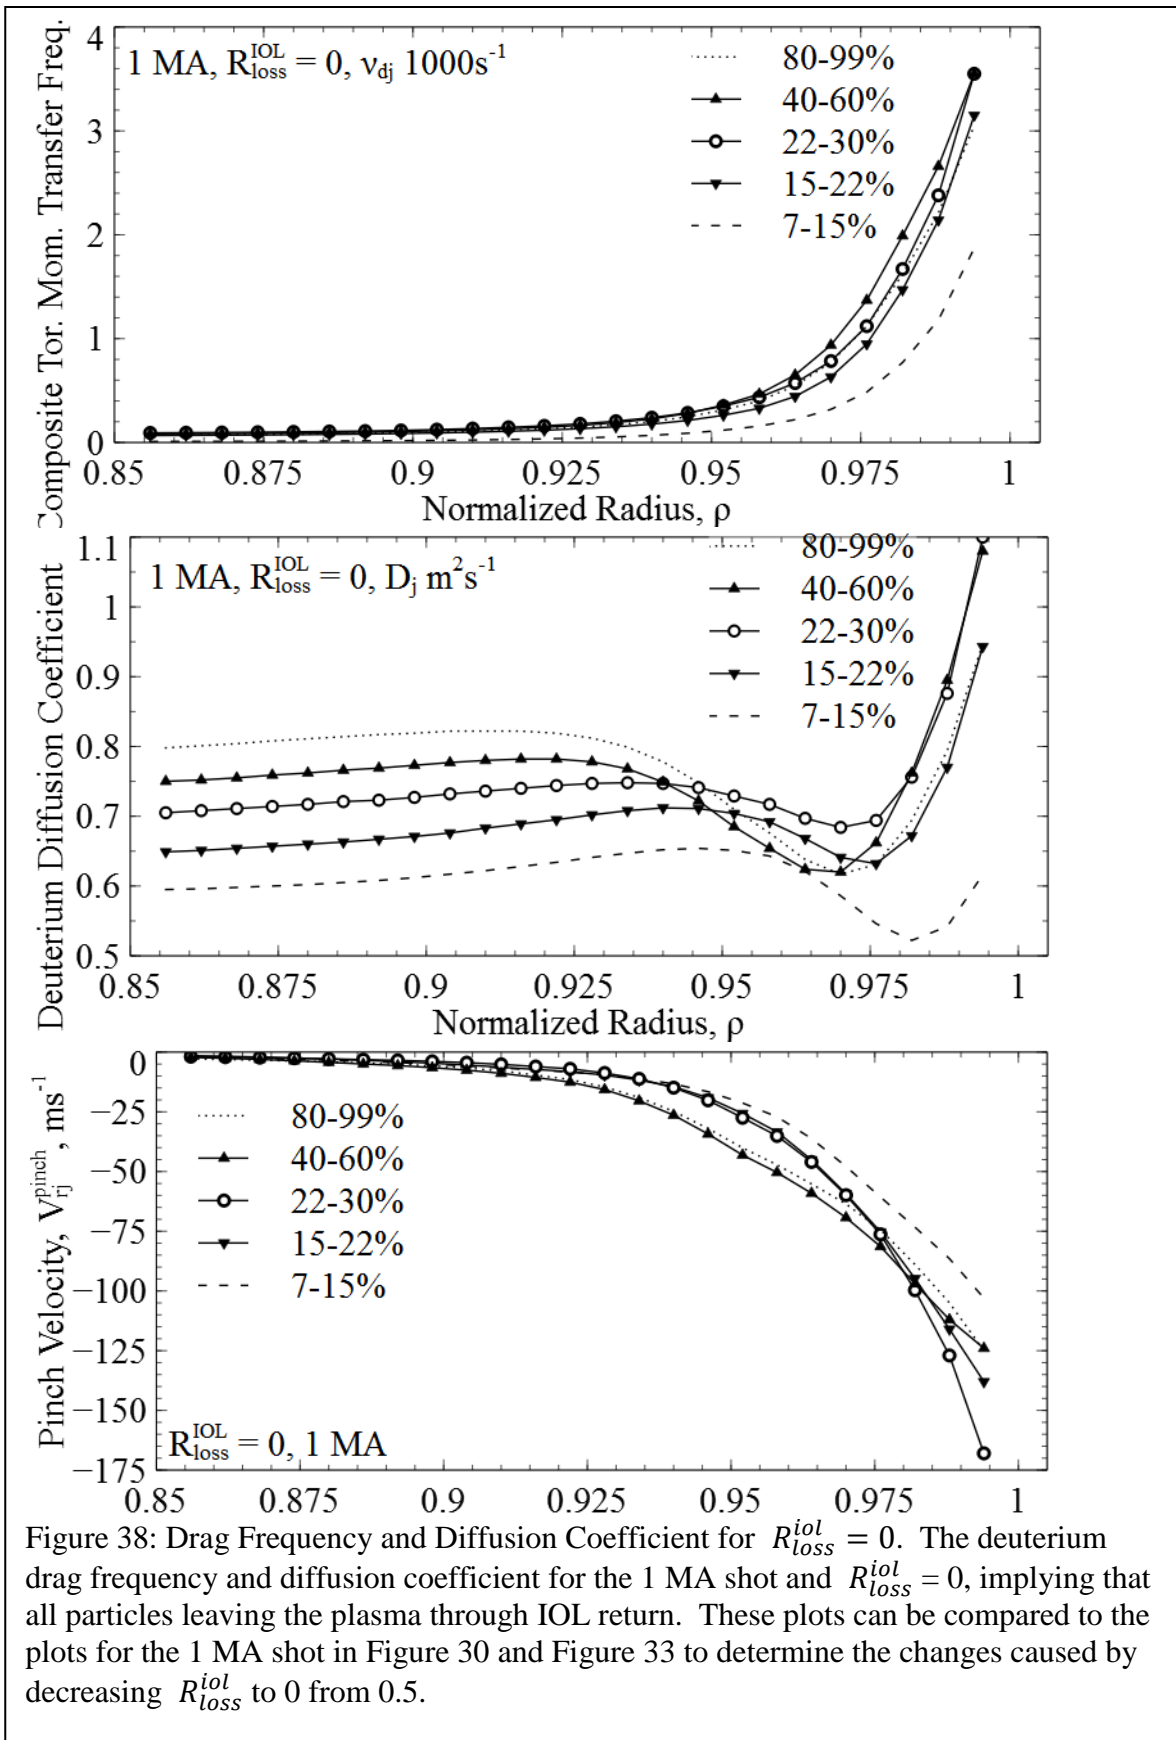 Composite Tor. Mom. Transfer Freq.
4
3
2
1
0
1 MA, R_loss^IOL = 0, ν_dj 1000s⁻¹
80-99%
40-60%
22-30%
15-22%
7-15%
0.85 0.875 0.9 0.925 0.95 0.975 1
Normalized Radius, ρ
Deuterium Diffusion Coefficient
1.1
1
0.9
0.8
0.7
0.6
0.5
1 MA, R_loss^IOL = 0, D_j m²s⁻¹
80-99%
40-60%
22-30%
15-22%
7-15%
0.85 0.875 0.9 0.925 0.95 0.975 1
Normalized Radius, ρ
Pinch Velocity, V_rj^pinch, ms⁻¹
0
−25
−50
−75
−100
−125
−150
−175
80-99%
40-60%
22-30%
15-22%
7-15%
R_loss^IOL = 0, 1 MA
0.85 0.875 0.9 0.925 0.95 0.975 1
Figure 38: Drag Frequency and Diffusion Coefficient for R_loss^iol = 0. The deuterium
drag frequency and diffusion coefficient for the 1 MA shot and R_loss^iol = 0, implying that
all particles leaving the plasma through IOL return. These plots can be compared to the
plots for the 1 MA shot in Figure 30 and Figure 33 to determine the changes caused by
decreasing R_loss^iol to 0 from 0.5.